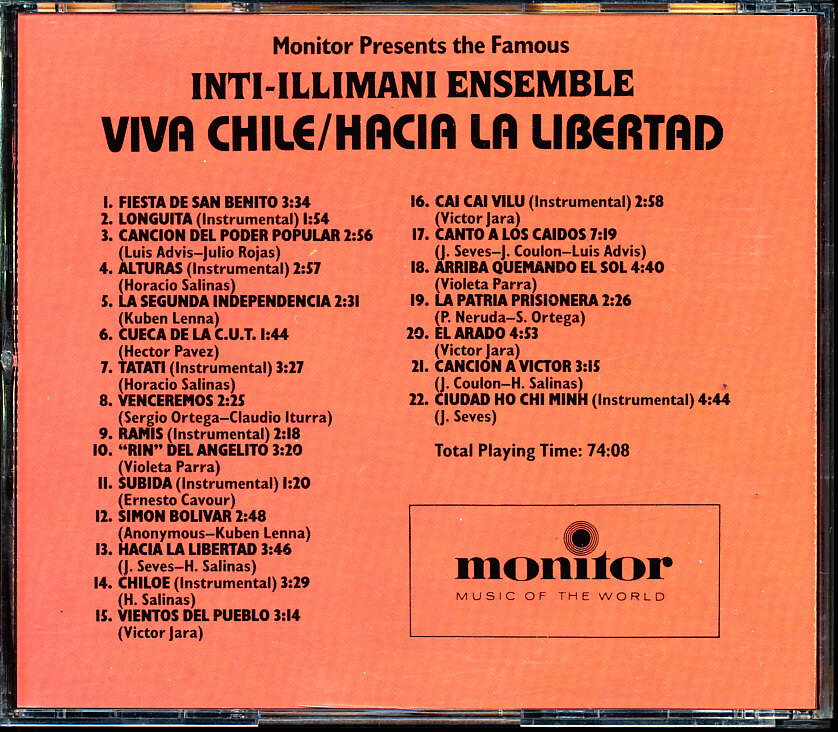 Monitor Presents the Famous
INTI-ILLIMANI ENSEMBLE
VIVA CHILE/HACIA LA LIBERTAD
1. FIESTA DE SAN BENITO 3:34
2. LONGUITA (Instrumental) 1:54
3. CANCION DEL PODER POPULAR 2:56
(Luis Advis–Julio Rojas)
4. ALTURAS (Instrumental) 2:57
(Horacio Salinas)
5. LA SEGUNDA INDEPENDENCIA 2:31
(Kuben Lenna)
6. CUECA DE LA C.U.T. 1:44
(Hector Pavez)
7. TATATI (Instrumental) 3:27
(Horacio Salinas)
8. VENCEREMOS 2:25
(Sergio Ortega–Claudio Iturra)
9. RAMIS (Instrumental) 2:18
10. "RIN" DEL ANGELITO 3:20
(Violeta Parra)
11. SUBIDA (Instrumental) 1:20
(Ernesto Cavour)
12. SIMON BOLIVAR 2:48
(Anonymous–Kuben Lenna)
13. HACIA LA LIBERTAD 3:46
(J. Seves–H. Salinas)
14. CHILOE (Instrumental) 3:29
(H. Salinas)
15. VIENTOS DEL PUEBLO 3:14
(Victor Jara)
16. CAI CAI VILU (Instrumental) 2:58
(Victor Jara)
17. CANTO A LOS CAIDOS 7:19
(J. Seves–J. Coulon–Luis Advis)
18. ARRIBA QUEMANDO EL SOL 4:40
(Violeta Parra)
19. LA PATRIA PRISIONERA 2:26
(P. Neruda–S. Ortega)
20. EL ARADO 4:53
(Victor Jara)
21. CANCION A VICTOR 3:15
(J. Coulon–H. Salinas)
22. CIUDAD HO CHI MINH (Instrumental) 4:44
(J. Seves)
Total Playing Time: 74:08
monitor
MUSIC OF THE WORLD